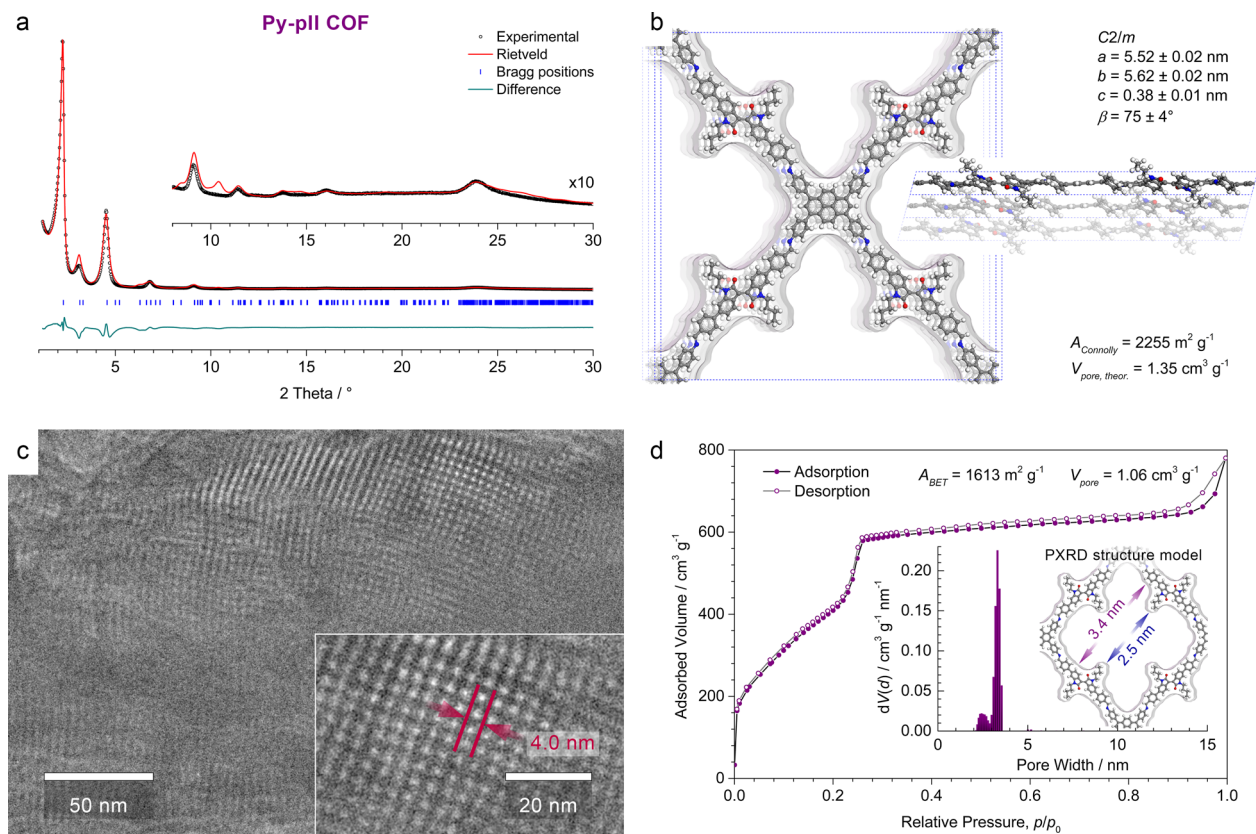 a
Py-pII COF
Experimental
Rietveld
Bragg positions
Difference
x10
10 15 20 25 30
5 10 15 20 25 30
2 Theta / °
b
C2/m
a = 5.52 ± 0.02 nm
b = 5.62 ± 0.02 nm
c = 0.38 ± 0.01 nm
β = 75 ± 4°
A Connolly = 2255 m² g⁻¹
V pore, theor. = 1.35 cm³ g⁻¹
c
4.0 nm
50 nm
20 nm
d
Adsorption
Desorption
A BET = 1613 m² g⁻¹ V pore = 1.06 cm³ g⁻¹
800
600
400
200
0
Adsorbed Volume / cm³ g⁻¹
0.0 0.2 0.4 0.6 0.8 1.0
Relative Pressure, p/p₀
PXRD structure model
3.4 nm
2.5 nm
0.20
0.15
0.10
0.05
0.00
dV(d) / cm³ g⁻¹ nm⁻¹
0 5 10 15
Pore Width / nm